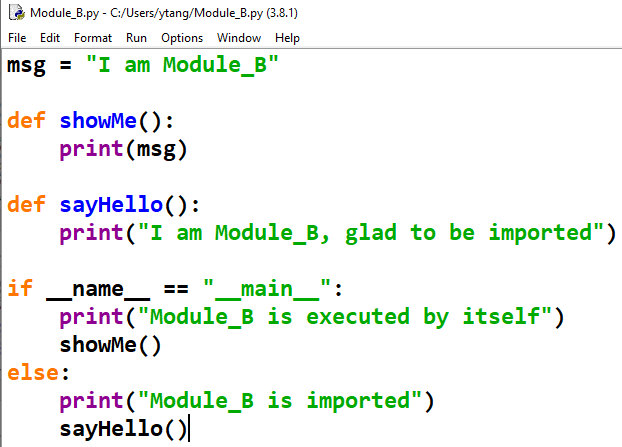 Module_B.py - C:/Users/ytang/Module_B.py (3.8.1)
File Edit Format Run Options Window Help
msg = "I am Module_B"
def showMe():
    print(msg)
def sayHello():
    print("I am Module_B, glad to be imported")
if __name__ == "__main__":
    print("Module_B is executed by itself")
    showMe()
else:
    print("Module_B is imported")
    sayHello()